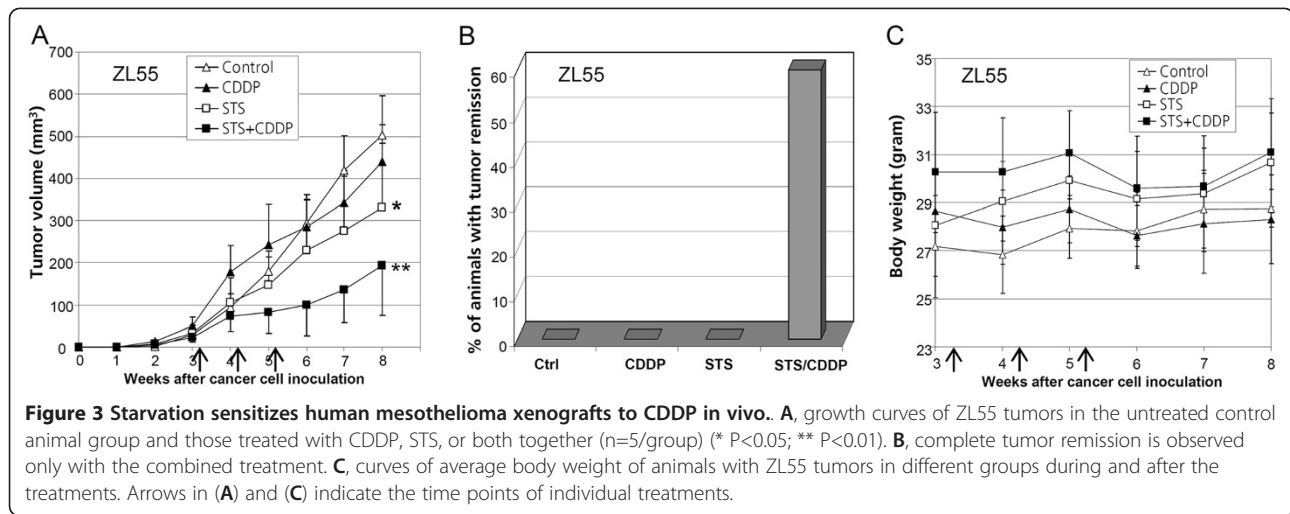 A
700
600
500
400
300
200
100
0
Tumor volume (mm³)
ZL55
Control
CDDP
STS
STS+CDDP
*
**
0 1 2 3 4 5 6 7 8
Weeks after cancer cell inoculation
B
60
50
40
30
20
10
0
% of animals with tumor remission
ZL55
Ctrl CDDP STS STS/CDDP
C
35
33
31
29
27
25
23
Body weight (gram)
ZL55
Control
CDDP
STS
STS+CDDP
3 4 5 6 7 8
Weeks after cancer cell inoculation
Figure 3 Starvation sensitizes human mesothelioma xenografts to CDDP in vivo.. A, growth curves of ZL55 tumors in the untreated control
animal group and those treated with CDDP, STS, or both together (n=5/group) (* P<0.05; ** P<0.01). B, complete tumor remission is observed
only with the combined treatment. C, curves of average body weight of animals with ZL55 tumors in different groups during and after the
treatments. Arrows in (A) and (C) indicate the time points of individual treatments.